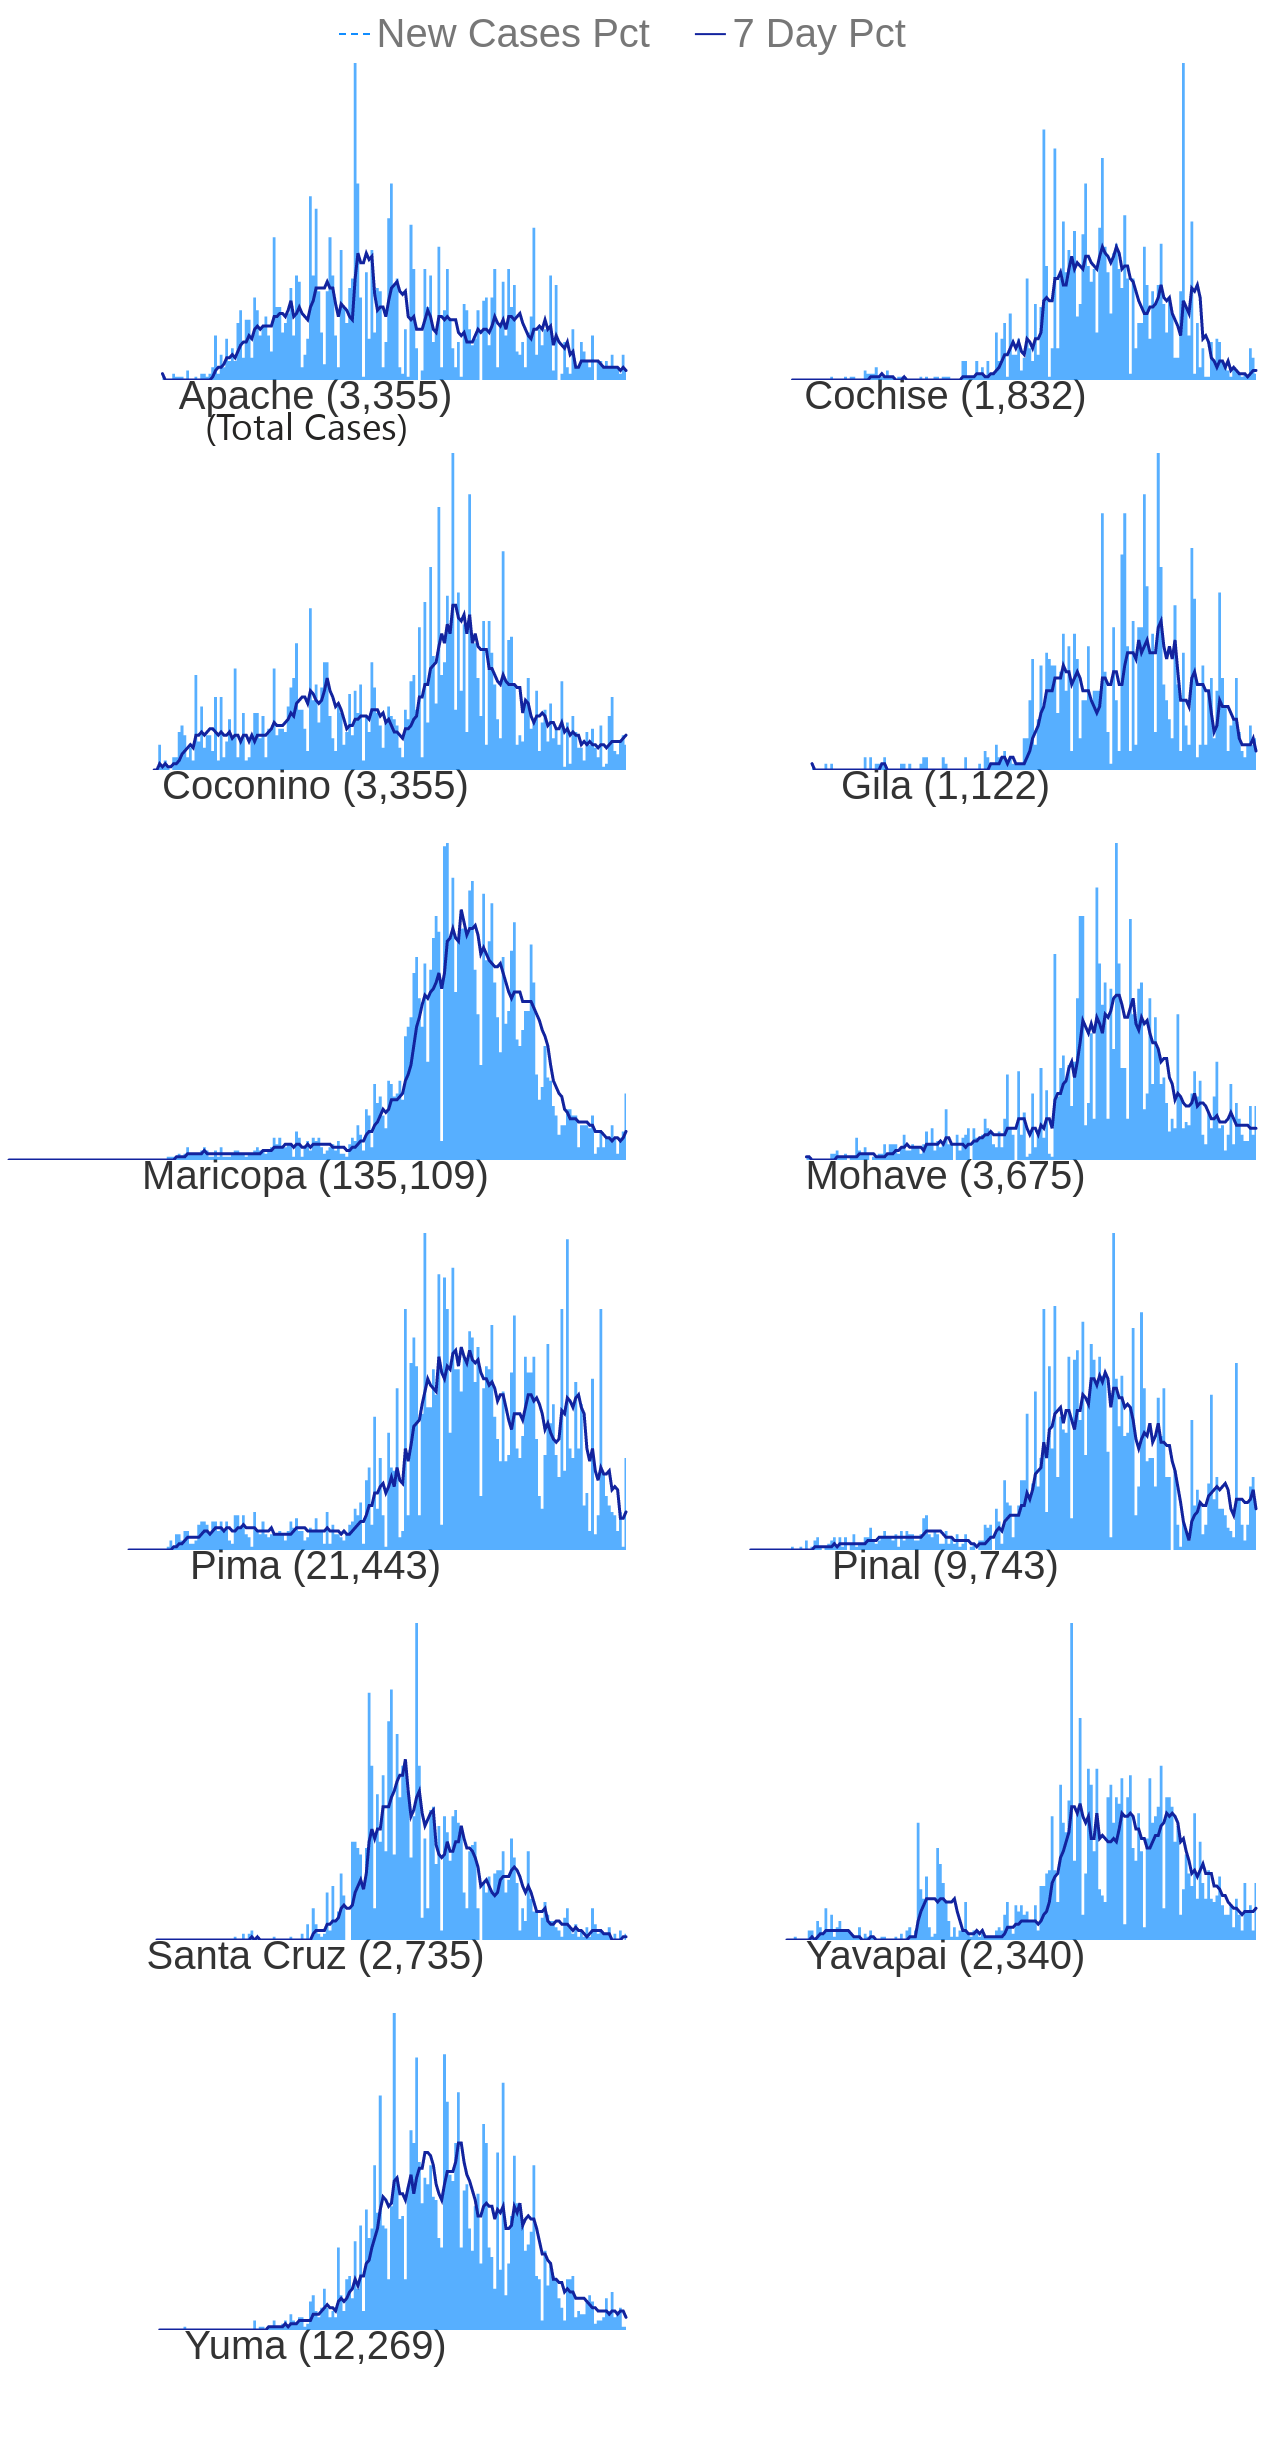 New Cases Pct 7 Day Pct
Apache (3,355) Cochise (1,832)
(Total Cases)
Coconino (3,355) Gila (1,122)
Maricopa (135,109) Mohave (3,675)
Pima (21,443) Pinal (9,743)
Santa Cruz (2,735) Yavapai (2,340)
Yuma (12,269)